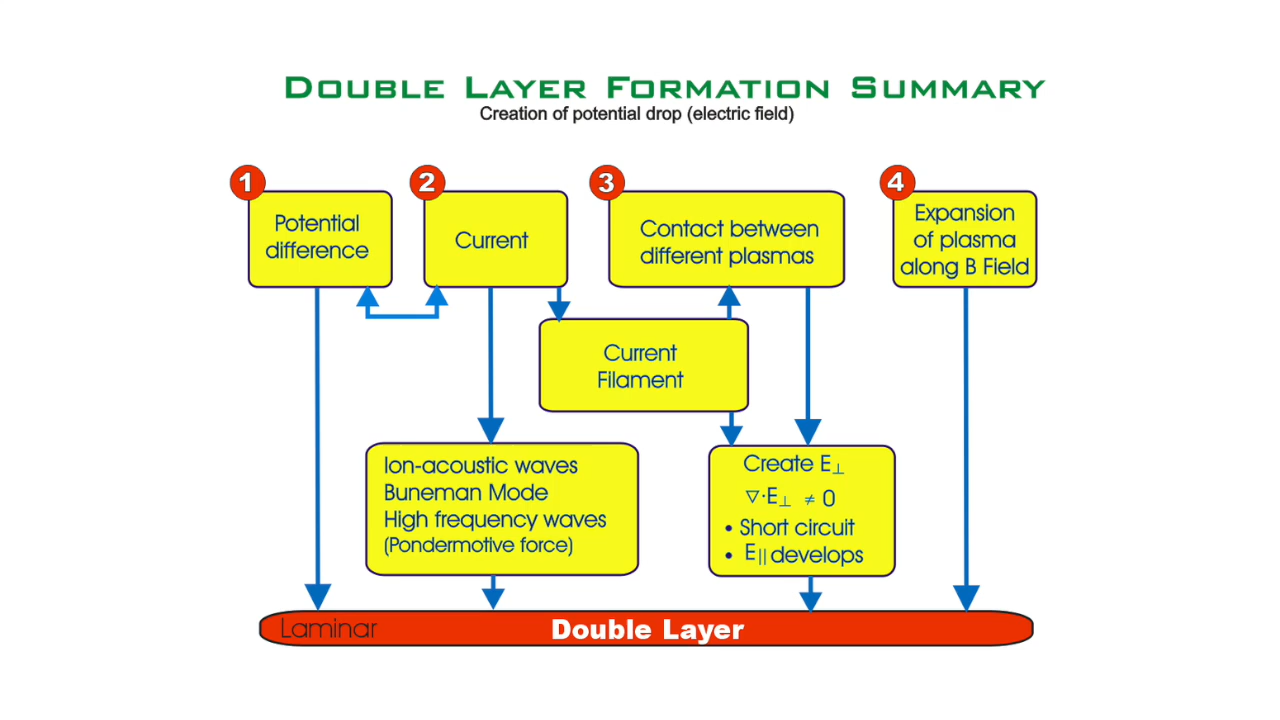 Double Layer Formation Summary
Creation of potential drop (electric field)
1
Potential
difference
2
Current
3
Contact between
different plasmas
4
Expansion
of plasma
along B Field
Current
Filament
Ion-acoustic waves
Buneman Mode
High frequency waves
(Pondermotive force)
Create E⊥
▽·E⊥ ≠ 0
• Short circuit
• E|| develops
Laminar
Double Layer